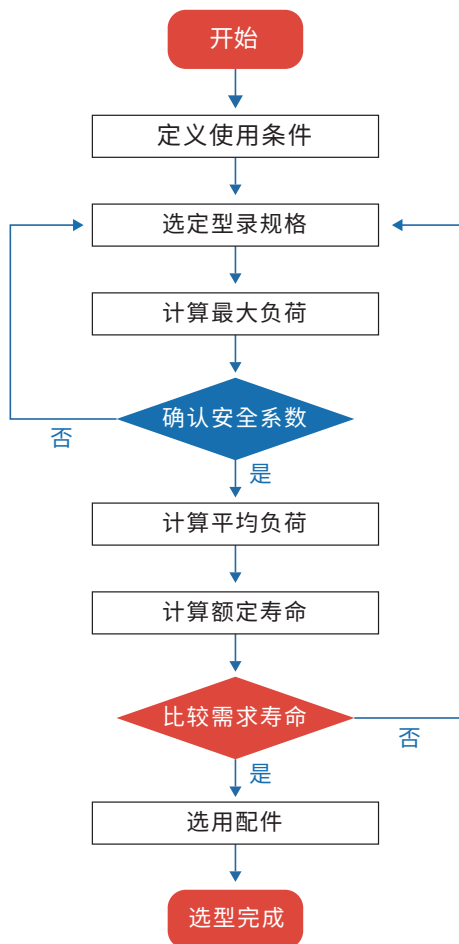 开始
定义使用条件
选定型录规格
计算最大负荷
确认安全系数
否
是
计算平均负荷
计算额定寿命
比较需求寿命
否
是
选用配件
选型完成